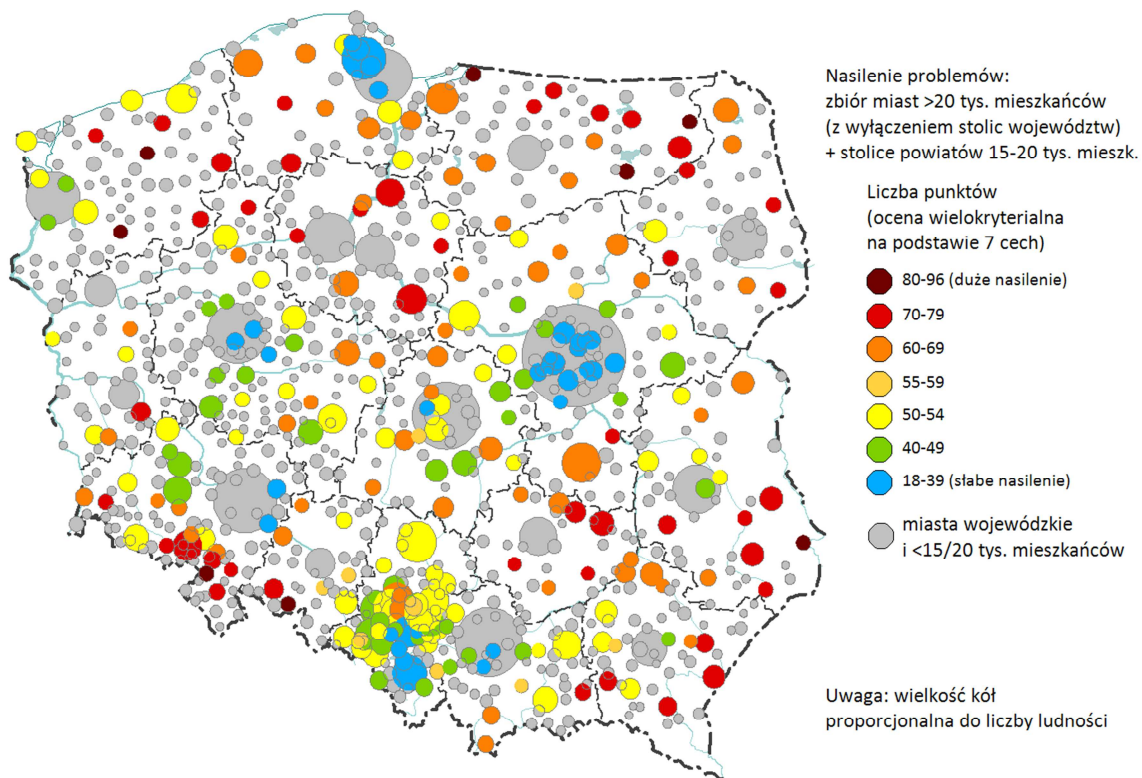 Nasilenie problemów:
zbiór miast >20 tys. mieszkańców
(z wyłączeniem stolic województw)
+ stolice powiatów 15-20 tys. mieszk.
Liczba punktów
(ocena wielokryterialna
na podstawie 7 cech)
80-96 (duże nasilenie)
70-79
60-69
55-59
50-54
40-49
18-39 (słabe nasilenie)
miasta wojewódzkie
i <15/20 tys. mieszkańców
Uwaga: wielkość kół
proporcjonalna do liczby ludności